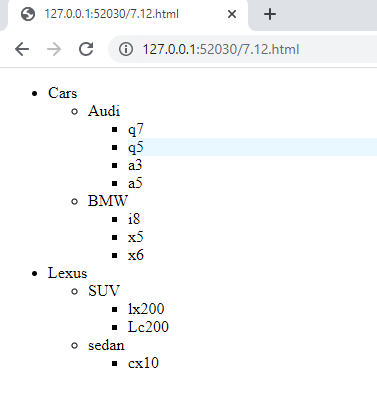 127.0.0.1:52030/7.12.html
127.0.0.1:52030/7.12.html
Cars
Audi
q7
q5
a3
a5
BMW
i8
x5
x6
Lexus
SUV
lx200
Lc200
sedan
cx10